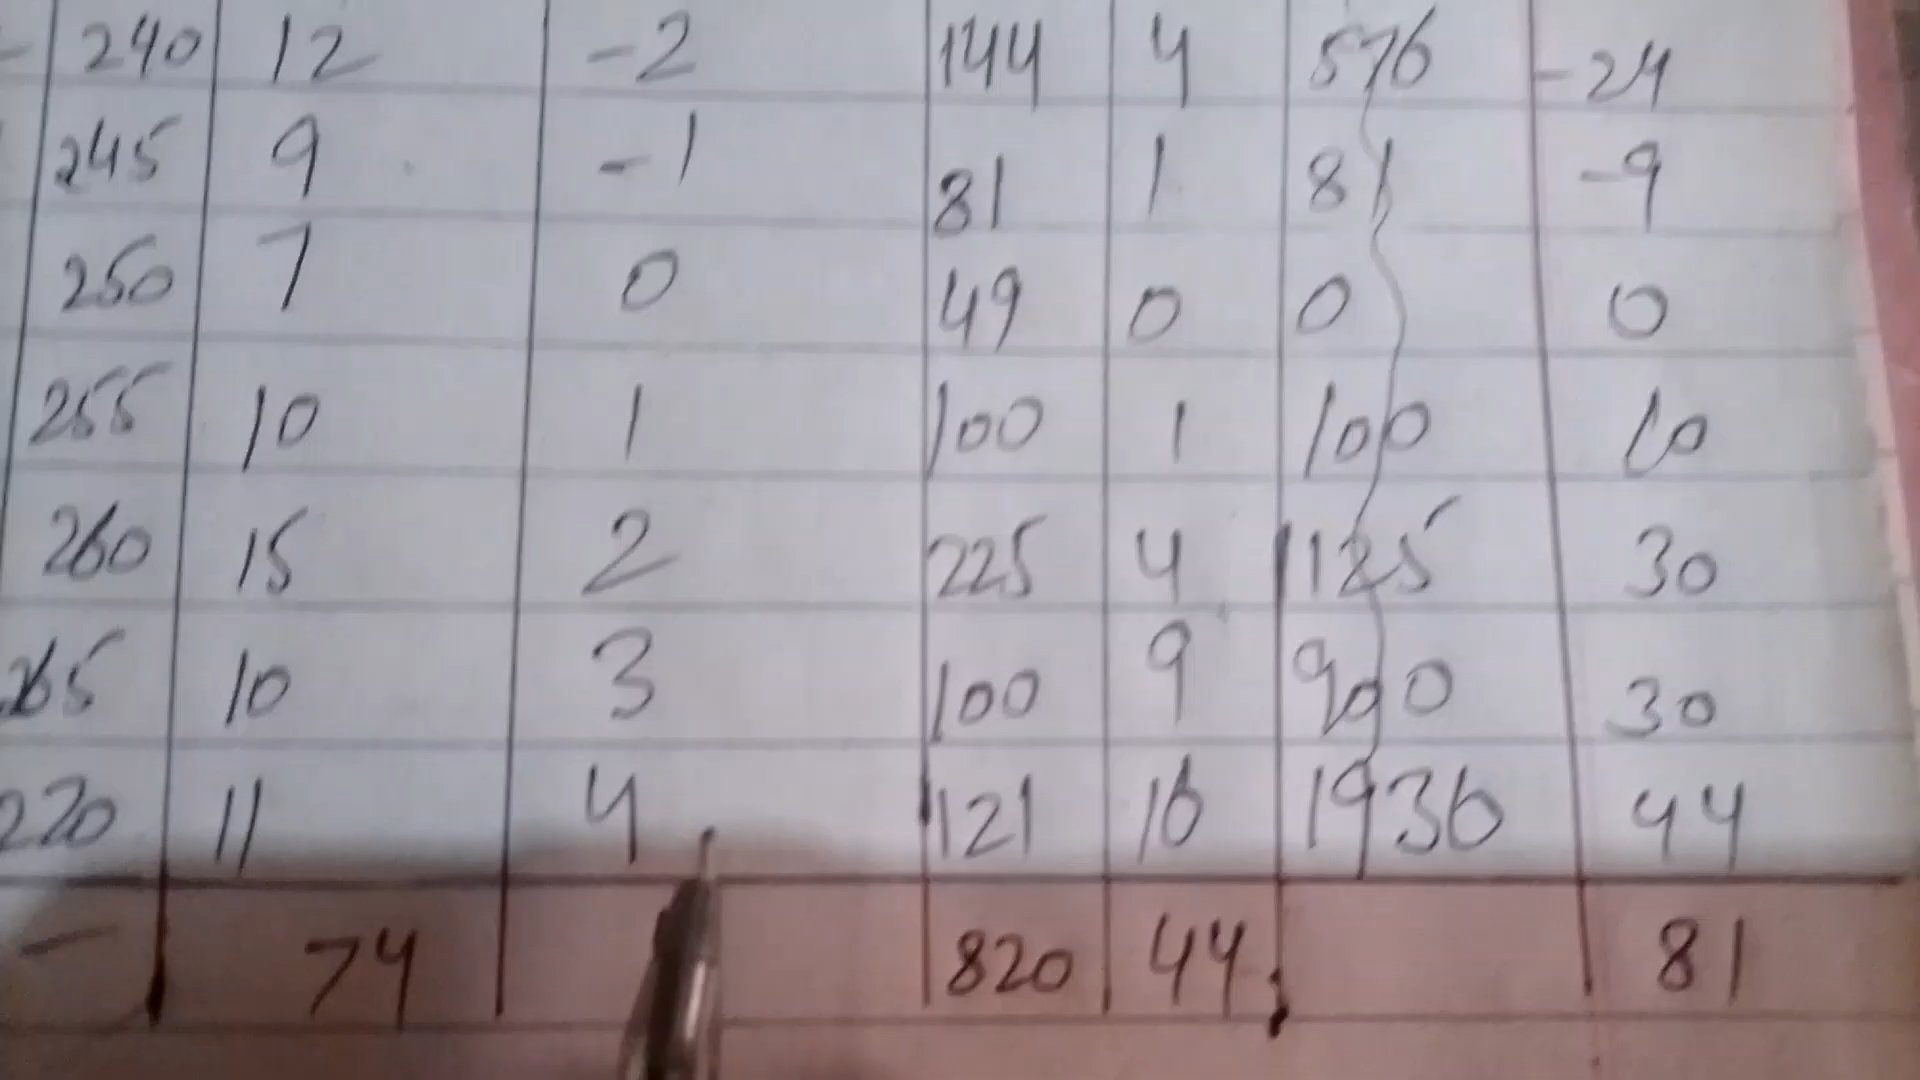 - 240 12 -2 144 4 576 -24
245 9 -1 81 1 81 -9
250 7 0 49 0 0 0
255 10 1 100 1 100 10
260 15 2 225 4 1125 30
265 10 3 100 9 900 30
270 11 4 121 16 1936 44
- 74 820 44 81